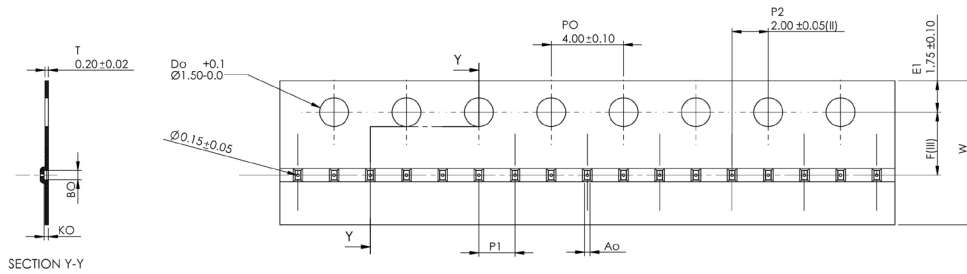 T
0.20±0.02
BO
KO
SECTION Y-Y
Do +0.1
Ø1.50-0.0
Ø0.15±0.05
Y
PO
4.00±0.10
P2
2.00±0.05(II)
E1
1.75±0.10
F(III)
W
Y
P1
Ao